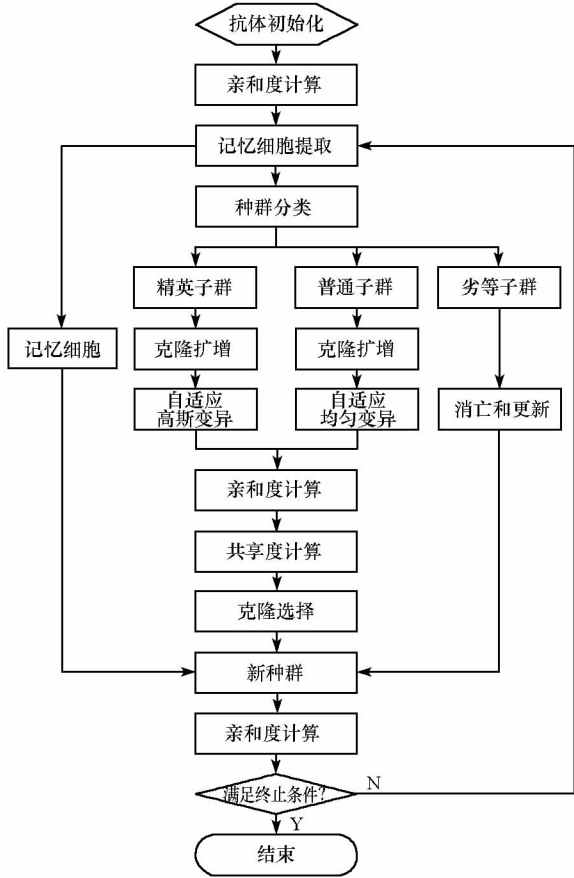 抗体初始化
亲和度计算
记忆细胞提取
种群分类
精英子群
普通子群
劣等子群
记忆细胞
克隆扩增
克隆扩增
自适应
高斯变异
自适应
均匀变异
消亡和更新
亲和度计算
共享度计算
克隆选择
新种群
亲和度计算
满足终止条件?
N
Y
结束